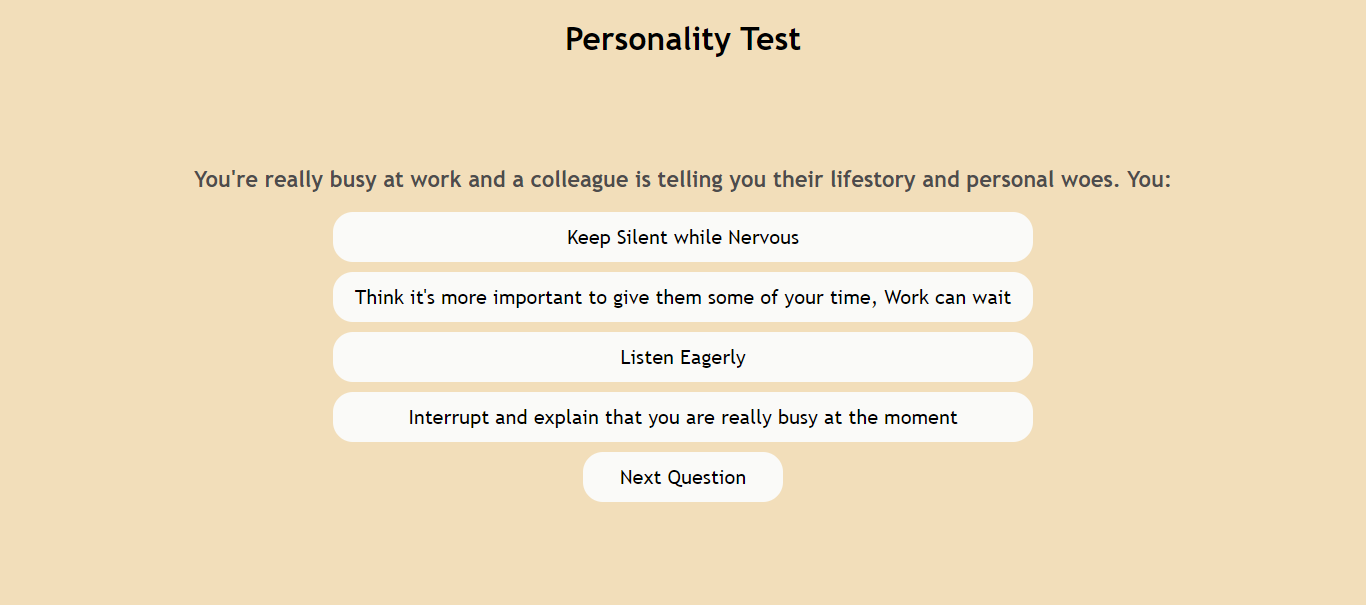 Personality Test
You're really busy at work and a colleague is telling you their lifestory and personal woes. You:
Keep Silent while Nervous
Think it's more important to give them some of your time, Work can wait
Listen Eagerly
Interrupt and explain that you are really busy at the moment
Next Question